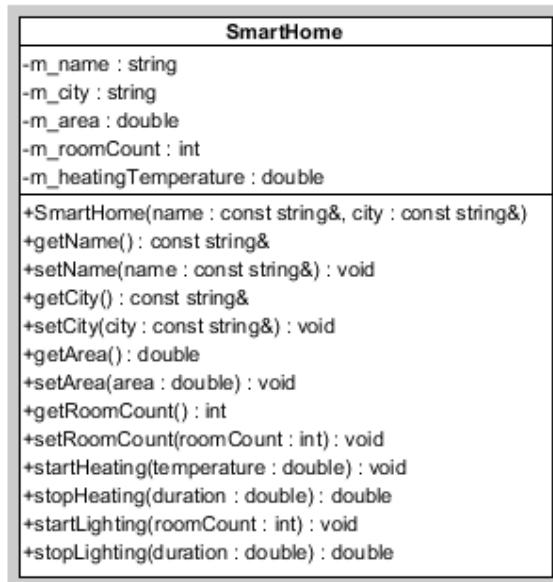 SmartHome
-m_name : string
-m_city : string
-m_area : double
-m_roomCount : int
-m_heatingTemperature : double
+SmartHome(name : const string&, city : const string&)
+getName() : const string&
+setName(name : const string&) : void
+getCity() : const string&
+setCity(city : const string&) : void
+getArea() : double
+setArea(area : double) : void
+getRoomCount() : int
+setRoomCount(roomCount : int) : void
+startHeating(temperature : double) : void
+stopHeating(duration : double) : double
+startLighting(roomCount : int) : void
+stopLighting(duration : double) : double